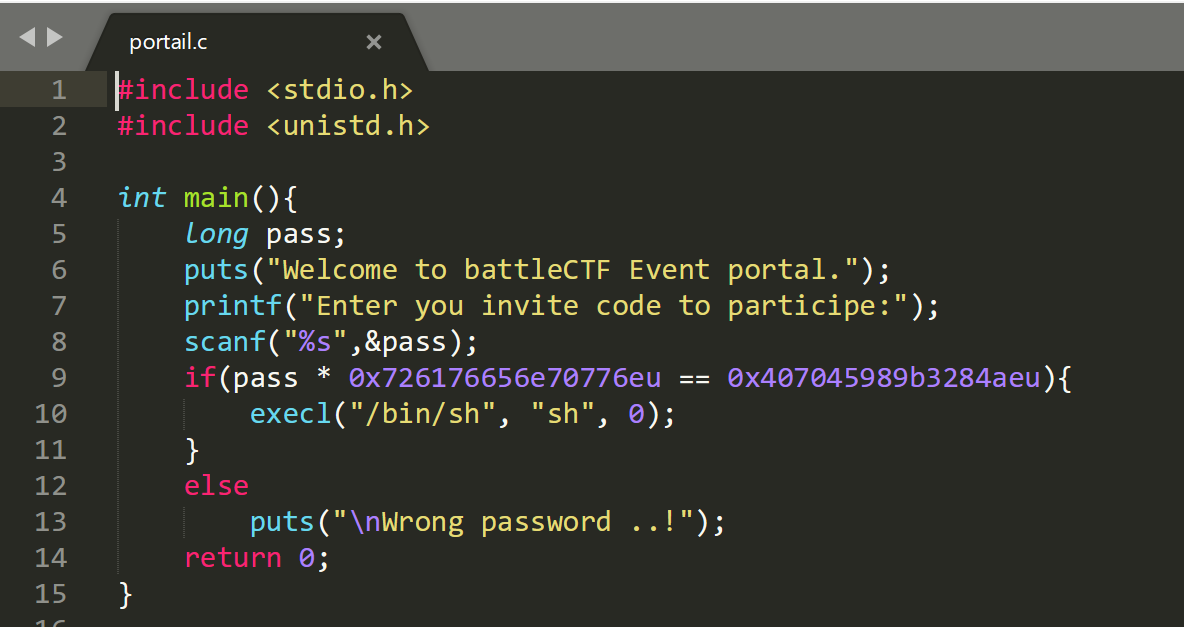 portail.c ×
1 #include <stdio.h>
2 #include <unistd.h>
3
4 int main(){
5     long pass;
6     puts("Welcome to battleCTF Event portal.");
7     printf("Enter you invite code to participe:");
8     scanf("%s",&pass);
9     if(pass * 0x726176656e70776eu == 0x407045989b3284aeu){
10         execl("/bin/sh", "sh", 0);
11     }
12     else
13         puts("\nWrong password ..!");
14     return 0;
15 }
16